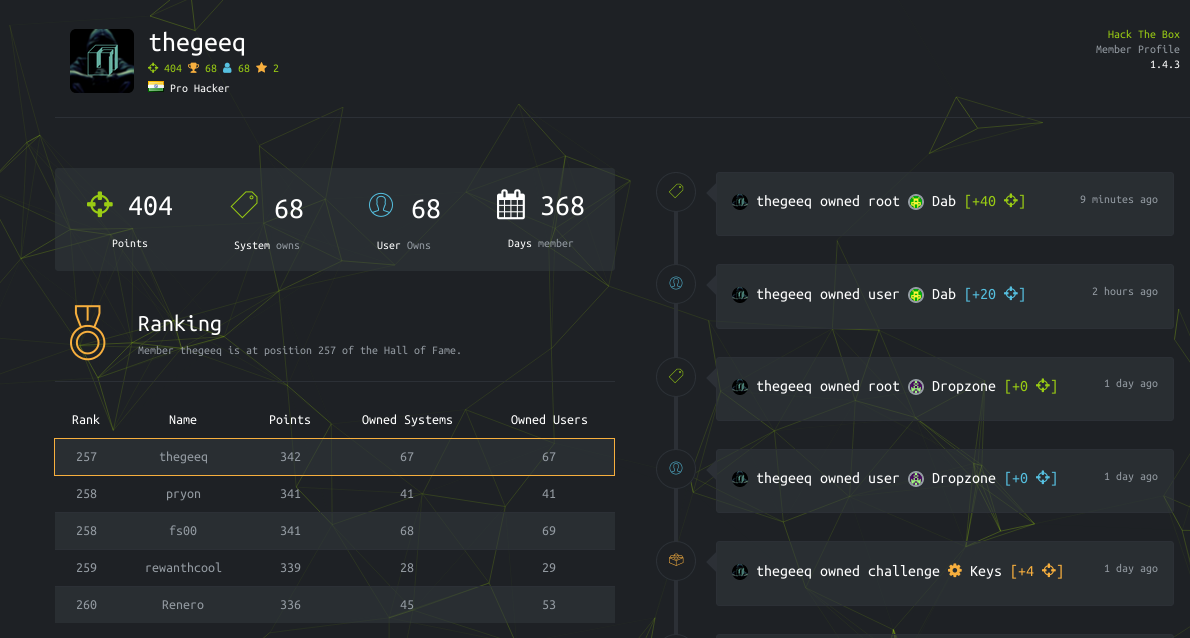 thegeeq
404 68 68 2
Pro Hacker
Hack The Box
Member Profile
1.4.3
404 68 68 368
Points System owns User Owns Days member
Ranking
Member thegeeq is at position 257 of the Hall of Fame.
Rank Name Points Owned Systems Owned Users
257 thegeeq 342 67 67
258 pryon 341 41 41
258 fs00 341 68 69
259 rewanthcool 339 28 29
260 Renero 336 45 53
thegeeq owned root Dab [+40 ] 9 minutes ago
thegeeq owned user Dab [+20 ] 2 hours ago
thegeeq owned root Dropzone [+0 ] 1 day ago
thegeeq owned user Dropzone [+0 ] 1 day ago
thegeeq owned challenge Keys [+4 ] 1 day ago